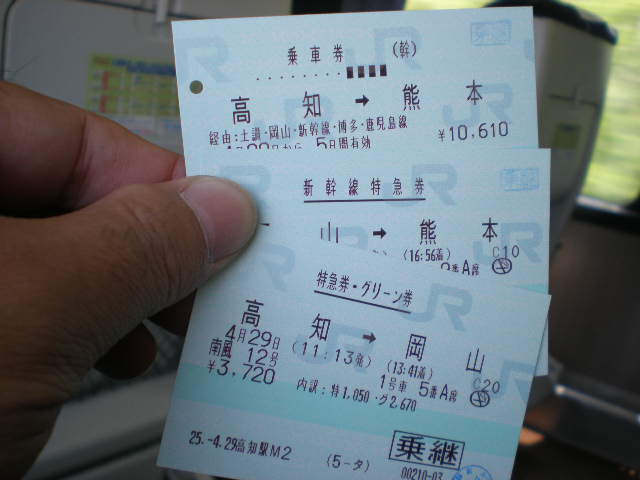 乗車券 (幹)
高 知 → 熊 本
経由:土讃・岡山・新幹線・博多・鹿児島線
¥10,610
5日間有効
新幹線特急券
山 → 熊 本
(16:56着) C10
A席
特急券・グリーン券
高 知 → 岡 山
4月29日 (11:13発) (13:41着) C20
南風 12号 1号車 5番A席
¥3,720 内訳:特1,050・グ2,670
25.-4.29高知駅M2 (5-タ) 乗継
00210-03